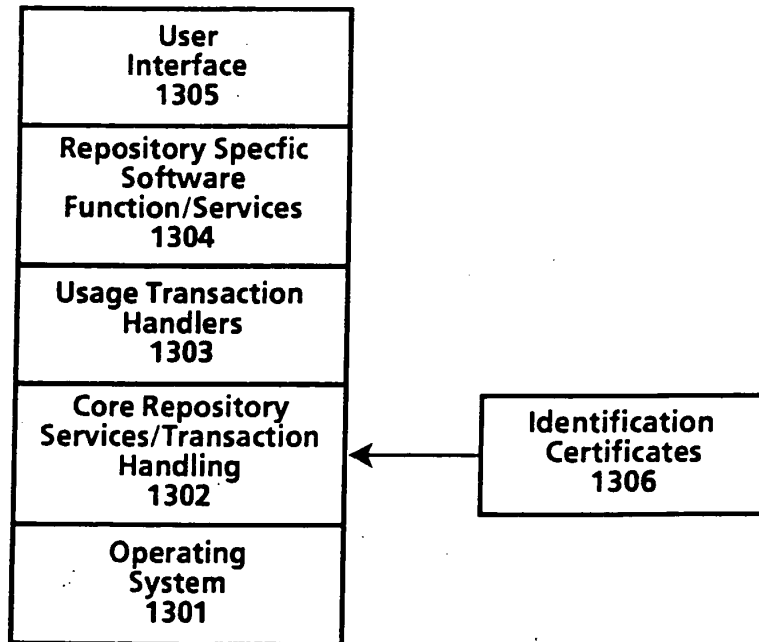 User
Interface
1305
Repository Specfic
Software
Function/Services
1304
Usage Transaction
Handlers
1303
Core Repository
Services/Transaction
Handling
1302
Identification
Certificates
1306
Operating
System
1301